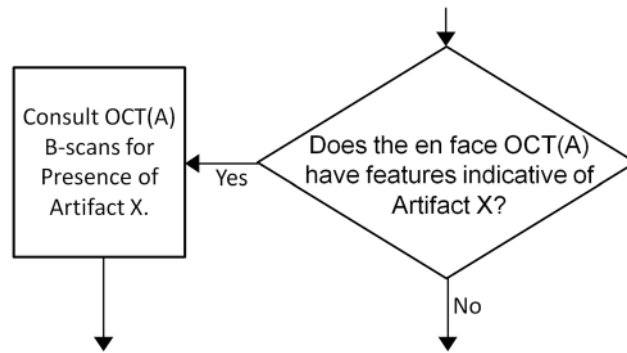 Consult OCT(A)
B-scans for
Presence of
Artifact X.
Yes
Does the en face OCT(A)
have features indicative of
Artifact X?
No